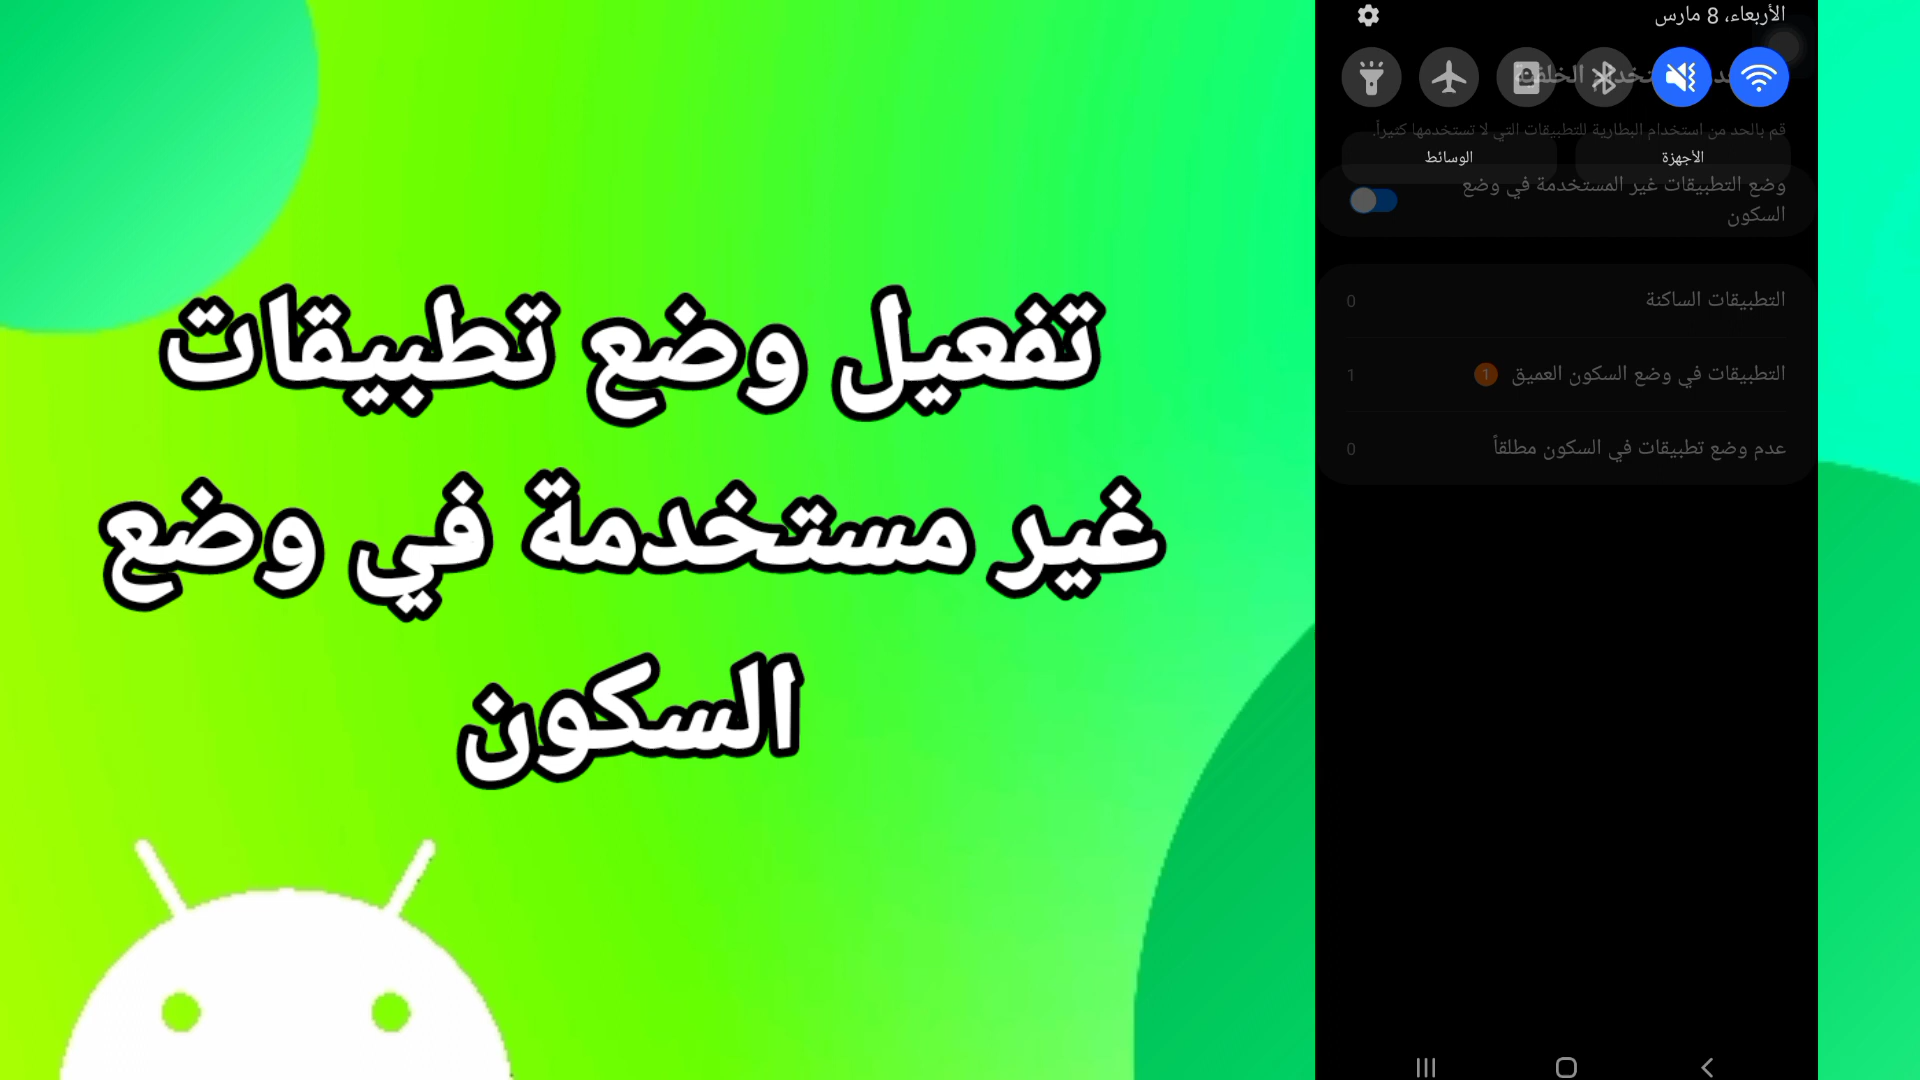 تفعيل وضع تطبيقات
غير مستخدمة في وضع
السكون
الأربعاء، 8 مارس
الخلفية
قم بالحد من استخدام البطارية للتطبيقات التي لا تستخدمها كثيراً.
الأجهزة
الوسائط
وضع التطبيقات غير المستخدمة في وضع
السكون
التطبيقات الساكنة 0
التطبيقات في وضع السكون العميق 1 1
عدم وضع تطبيقات في السكون مطلقاً 0